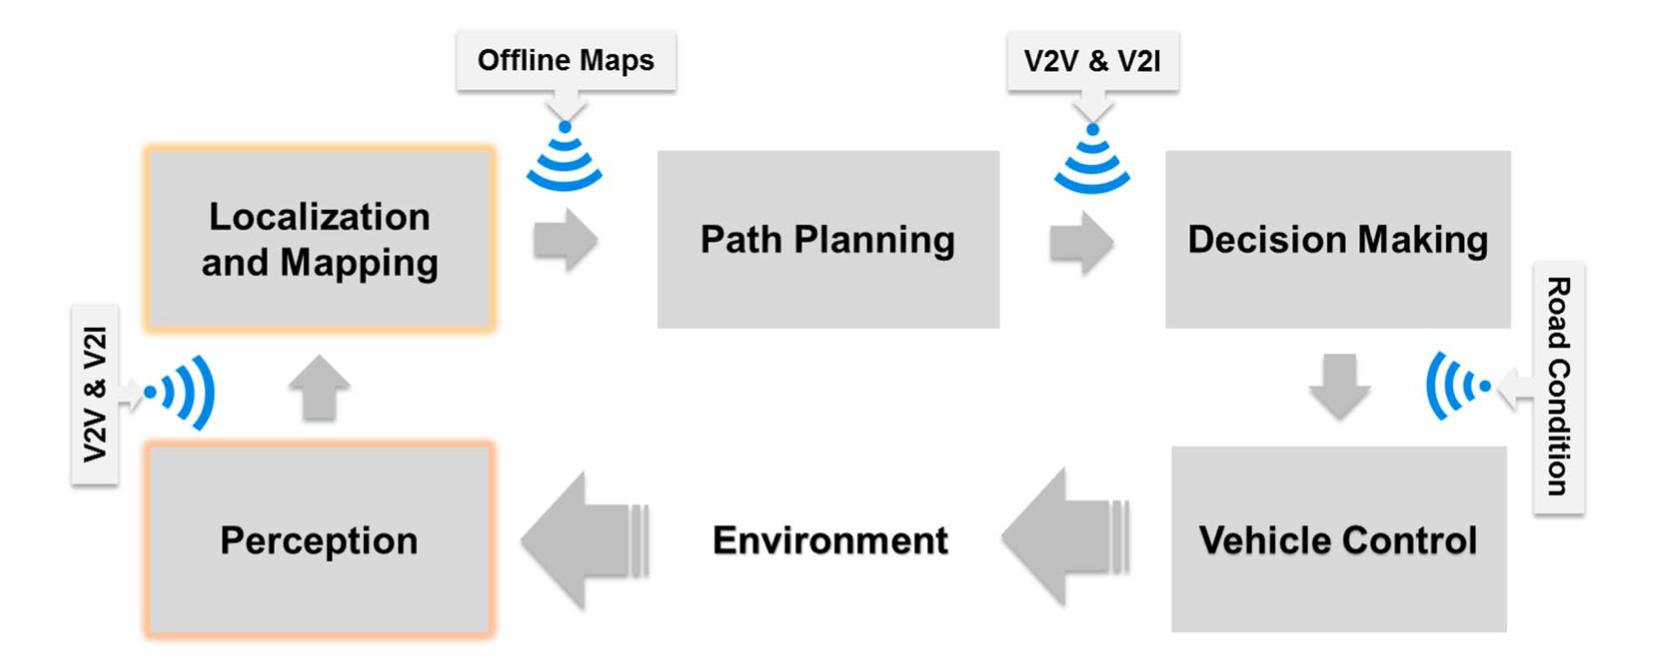 Offline Maps
V2V & V2I
Localization
and Mapping
Path Planning
Decision Making
V2V & V2I
Road Condition
Perception
Environment
Vehicle Control